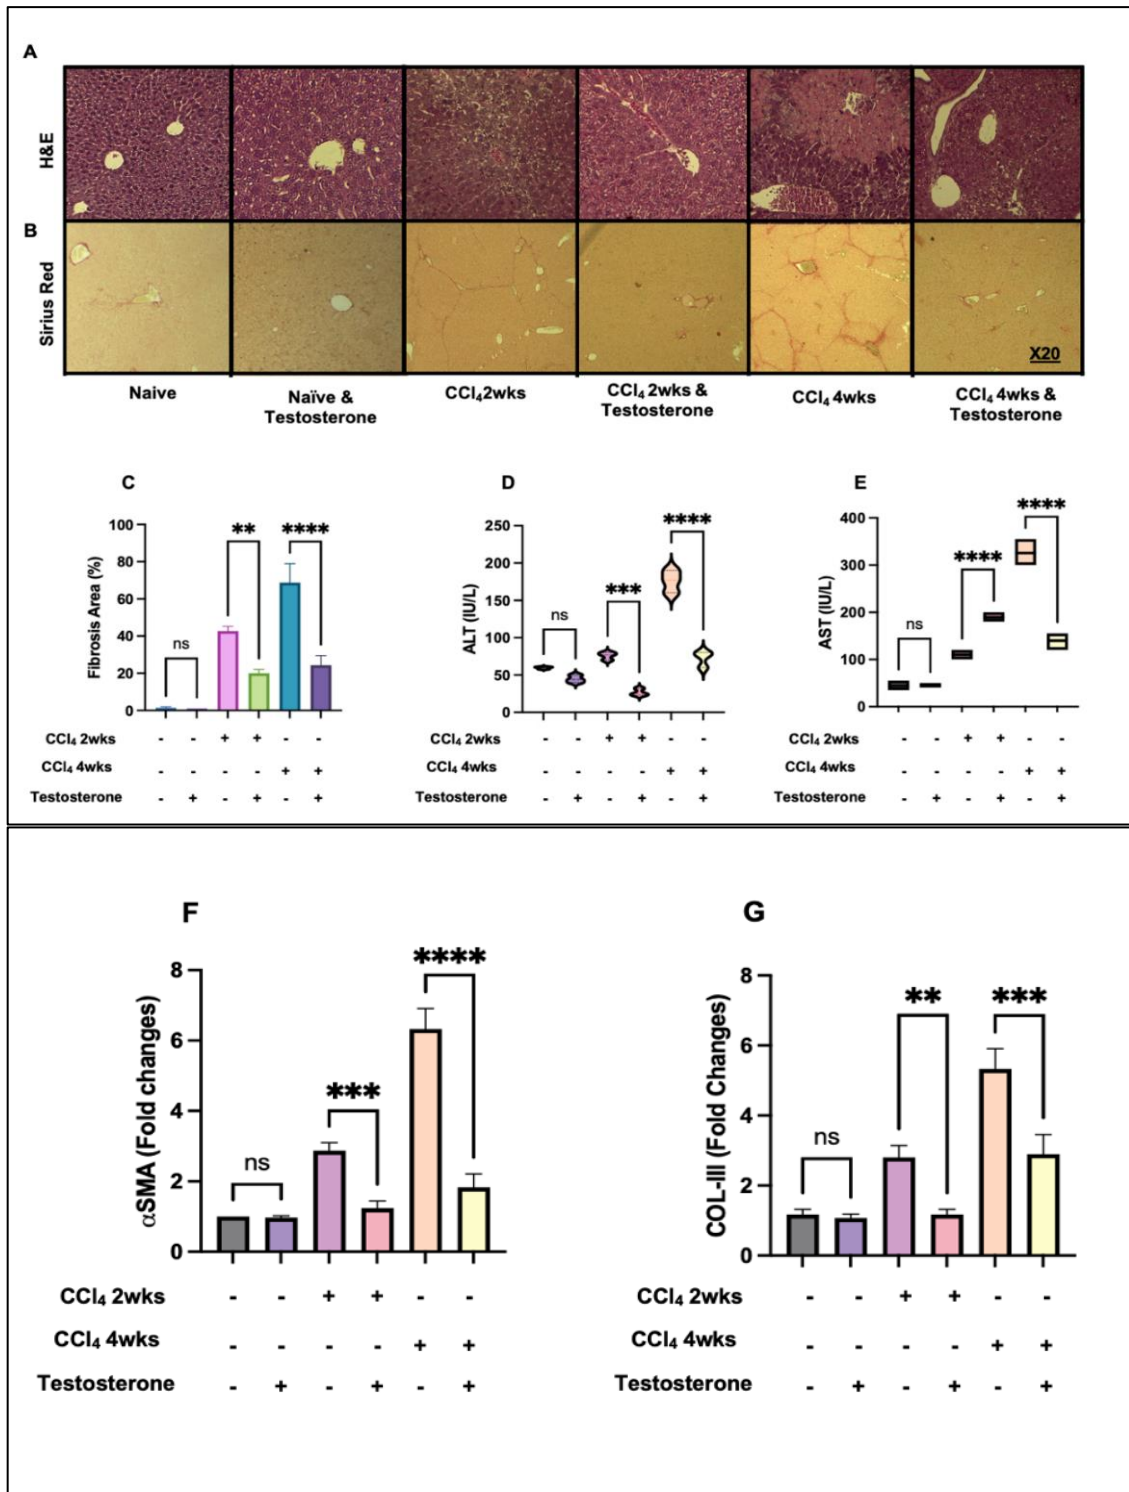 A
H&E
B
Sirius Red
X20
Naive
Naïve &
Testosterone
CCl₄2wks
CCl₄ 2wks &
Testosterone
CCl₄ 4wks
CCl₄ 4wks &
Testosterone
C
Fibrosis Area (%)
100
80
60
40
20
0
ns
**
****
CCl₄ 2wks - - + + - -
CCl₄ 4wks - - - - + +
Testosterone - + - + - +
D
ALT (IU/L)
250
200
150
100
50
0
ns
***
****
CCl₄ 2wks - - + + - -
CCl₄ 4wks - - - - + +
Testosterone - + - + - +
E
AST (IU/L)
400
300
200
100
0
ns
****
****
CCl₄ 2wks - - + + - -
CCl₄ 4wks - - - - + +
Testosterone - + - + - +
F
αSMA (Fold changes)
8
6
4
2
0
ns
***
****
CCl₄ 2wks - - + + - -
CCl₄ 4wks - - - - + +
Testosterone - + - + - +
G
COL-III (Fold Changes)
8
6
4
2
0
ns
**
***
CCl₄ 2wks - - + + - -
CCl₄ 4wks - - - - + +
Testosterone - + - + - +